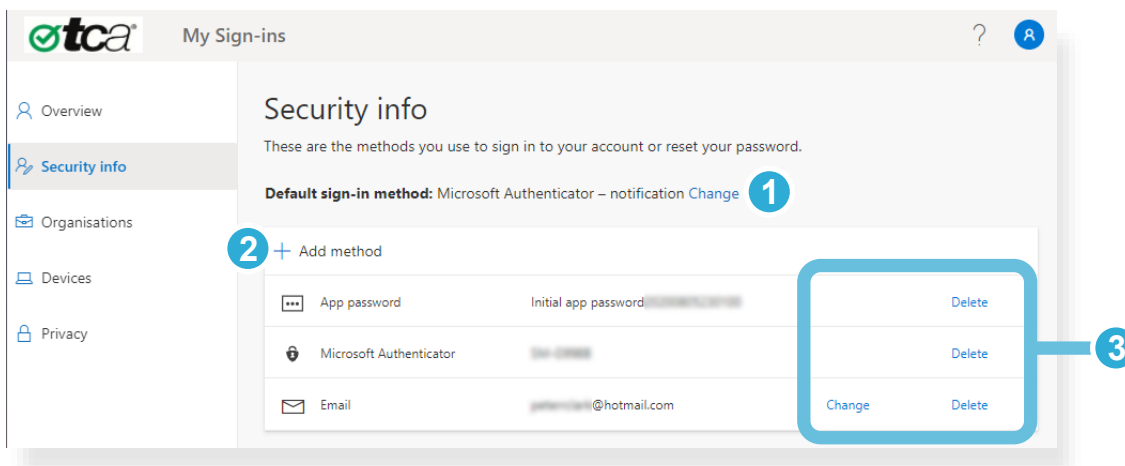 tca® My Sign-ins ?
Overview
Security info
Organisations
Devices
Privacy
Security info
These are the methods you use to sign in to your account or reset your password.
Default sign-in method: Microsoft Authenticator – notification Change 1
2 + Add method
App password Initial app password Delete
Microsoft Authenticator Delete 3
Email @hotmail.com Change Delete